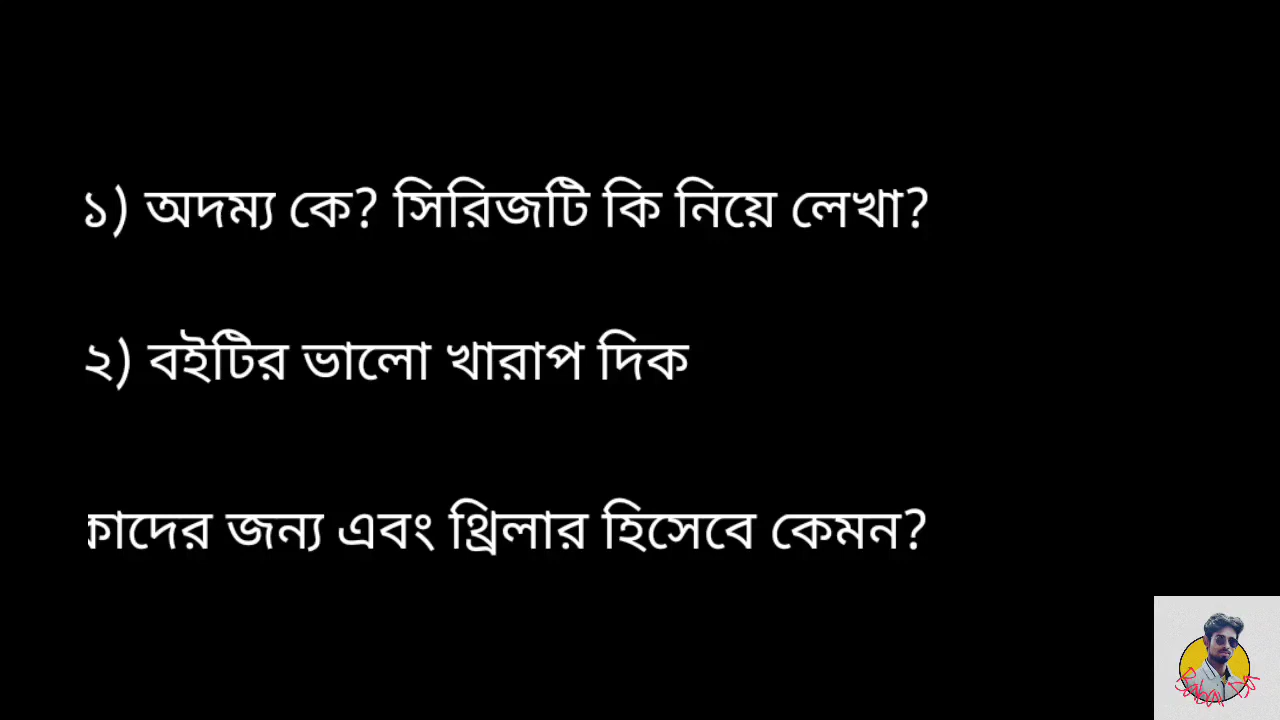 ১) অদম্য কে? সিরিজটি কি নিয়ে লেখা?
২) বইটির ভালো খারাপ দিক
কাদের জন্য এবং থ্রিলার হিসেবে কেমন?